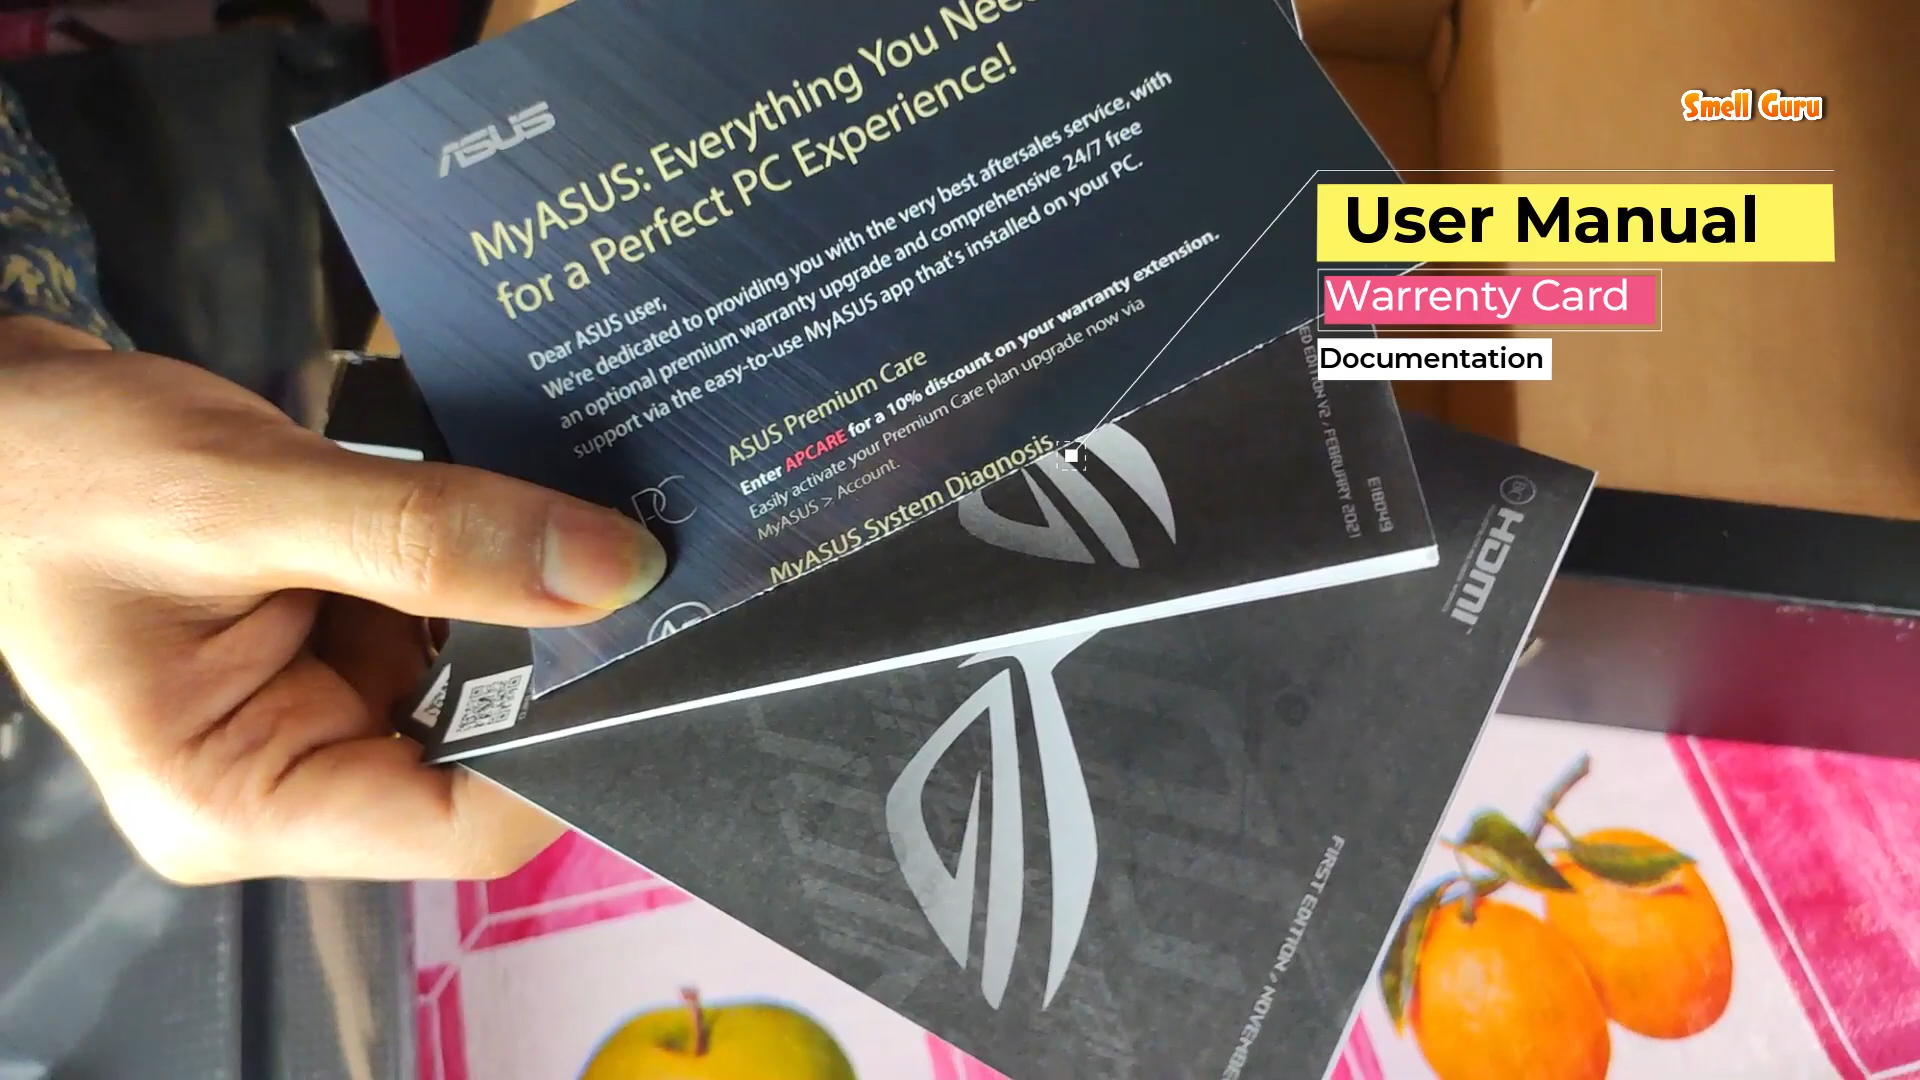 Smell Guru
User Manual
Warrenty Card
Documentation
ASUS
MyASUS: Everything You
for a Perfect PC Experience!
Dear ASUS user,
We're dedicated to providing you with the very best aftersales service, with
an optional premium warranty upgrade and comprehensive 24/7 free
support via the easy-to-use MyASUS app that's installed on your PC.
ASUS Premium Care
Enter APCARE for a 10% discount on your warranty extension.
Easily activate your Premium Care plan upgrade now via
MyASUS > Account.
MyASUS System Diagnosis
PC
EDITION V2 / FEBRUARY 2021
E18049
HDMI
FIRST EDITION /